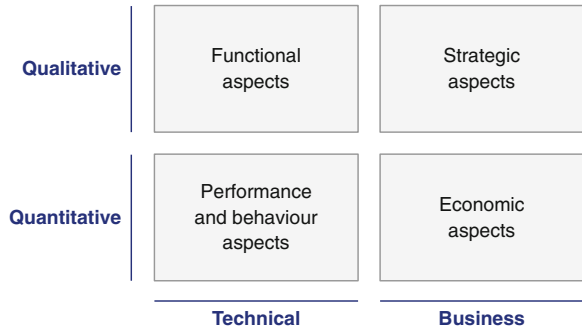 Qualitative
Functional
aspects
Strategic
aspects
Quantitative
Performance
and behaviour
aspects
Economic
aspects
Technical
Business